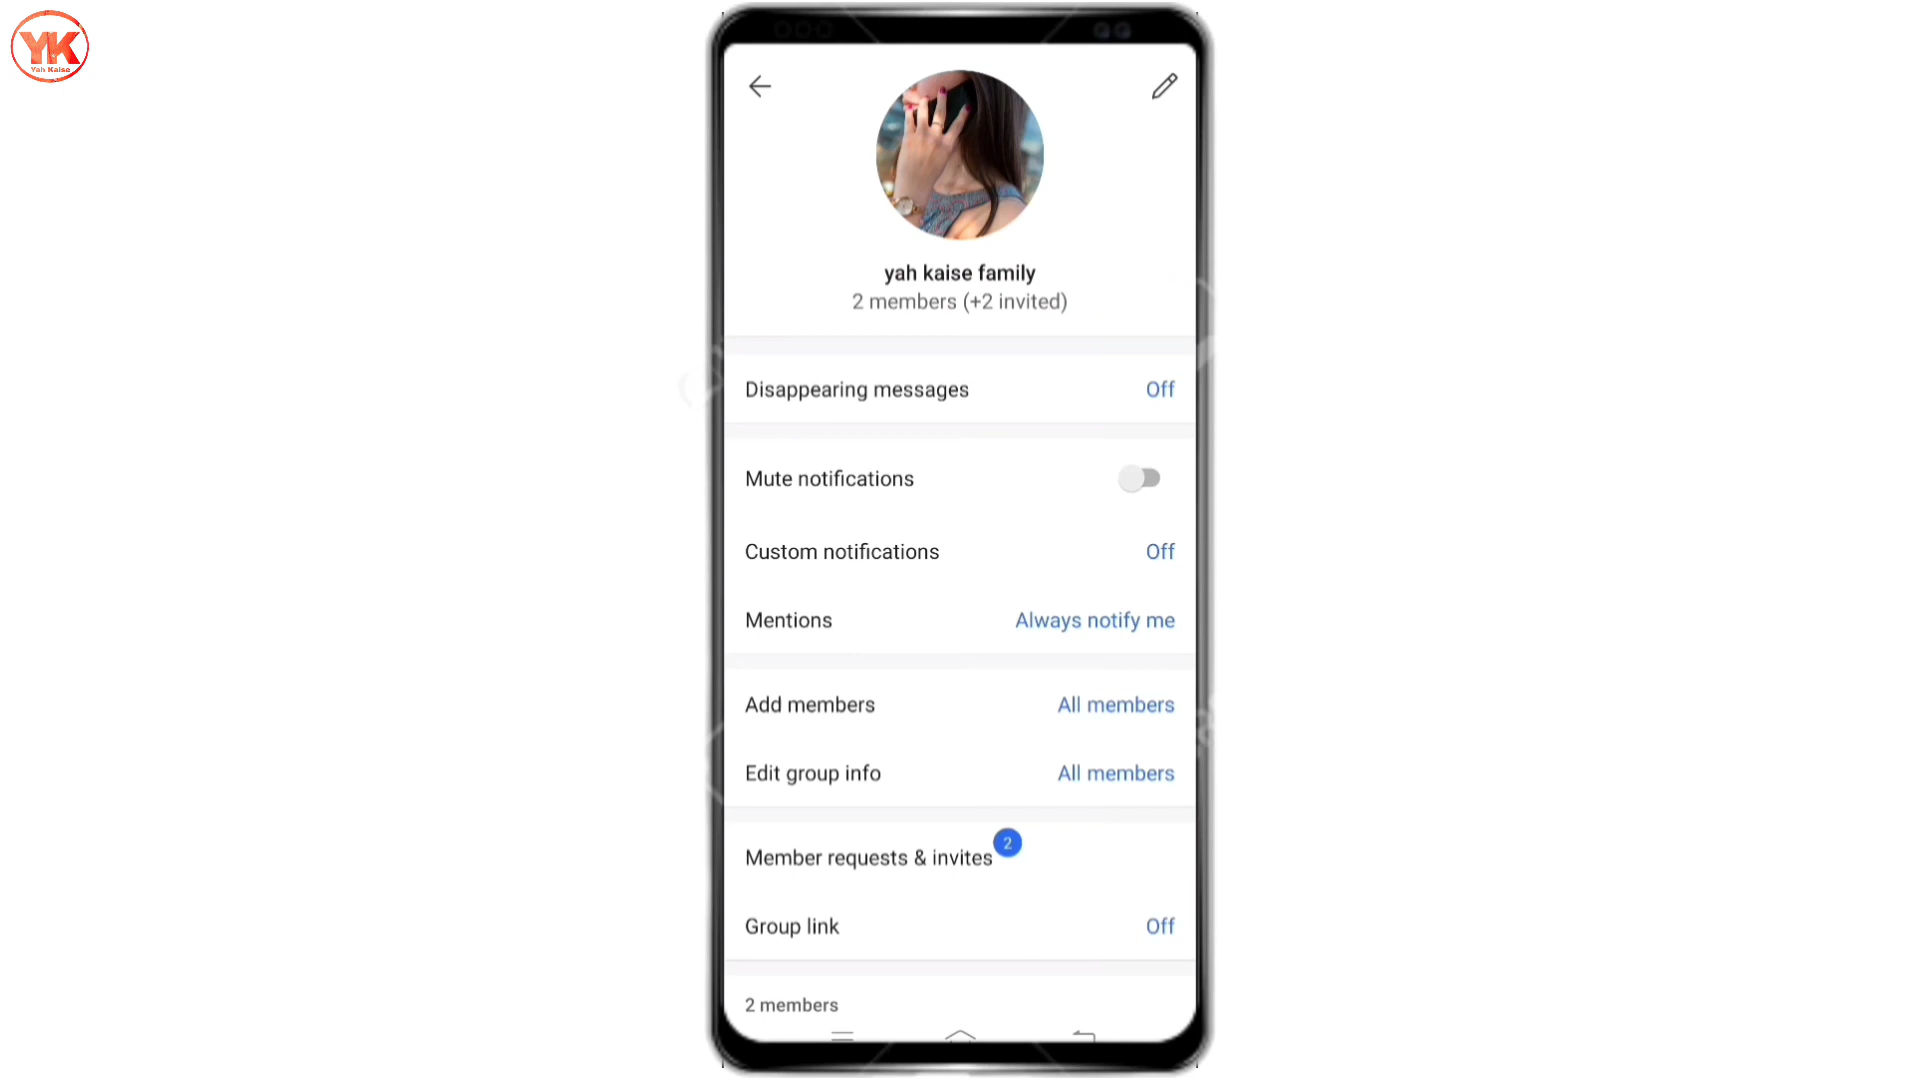 YK
Yah Kaise
yah kaise family
2 members (+2 invited)
Disappearing messages Off
Mute notifications
Custom notifications Off
Mentions Always notify me
Add members All members
Edit group info All members
Member requests & invites 2
Group link Off
2 members